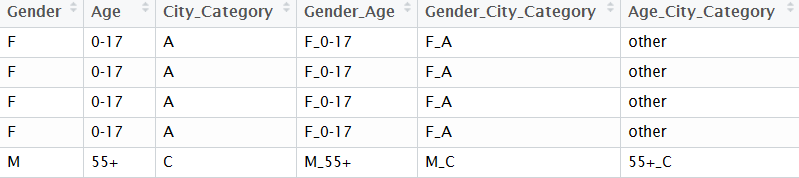 Gender Age City_Category Gender_Age Gender_City_Category Age_City_Category
F 0-17 A F_0-17 F_A other
F 0-17 A F_0-17 F_A other
F 0-17 A F_0-17 F_A other
F 0-17 A F_0-17 F_A other
M 55+ C M_55+ M_C 55+_C